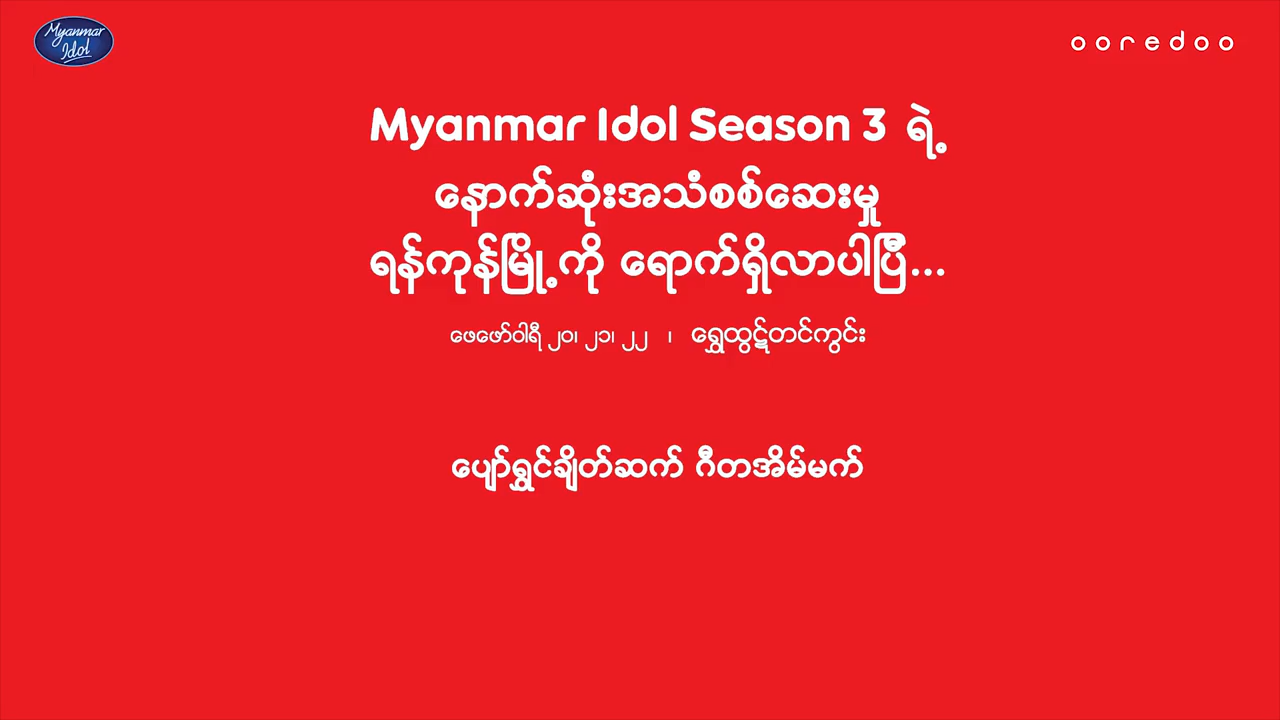 Myanmar Idol
ooredoo
Myanmar Idol Season 3 ရဲ့
နောက်ဆုံးအသံစစ်ဆေးမှု
ရန်ကုန်မြို့ကို ရောက်ရှိလာပါပြီ...
ဖေဖော်ဝါရီ ၂၀၊ ၂၁၊ ၂၂ ၊ ရွှေထွဋ်တင်ကွင်း
ပျော်ရွှင်ချိတ်ဆက် ဂီတအိမ်မက်